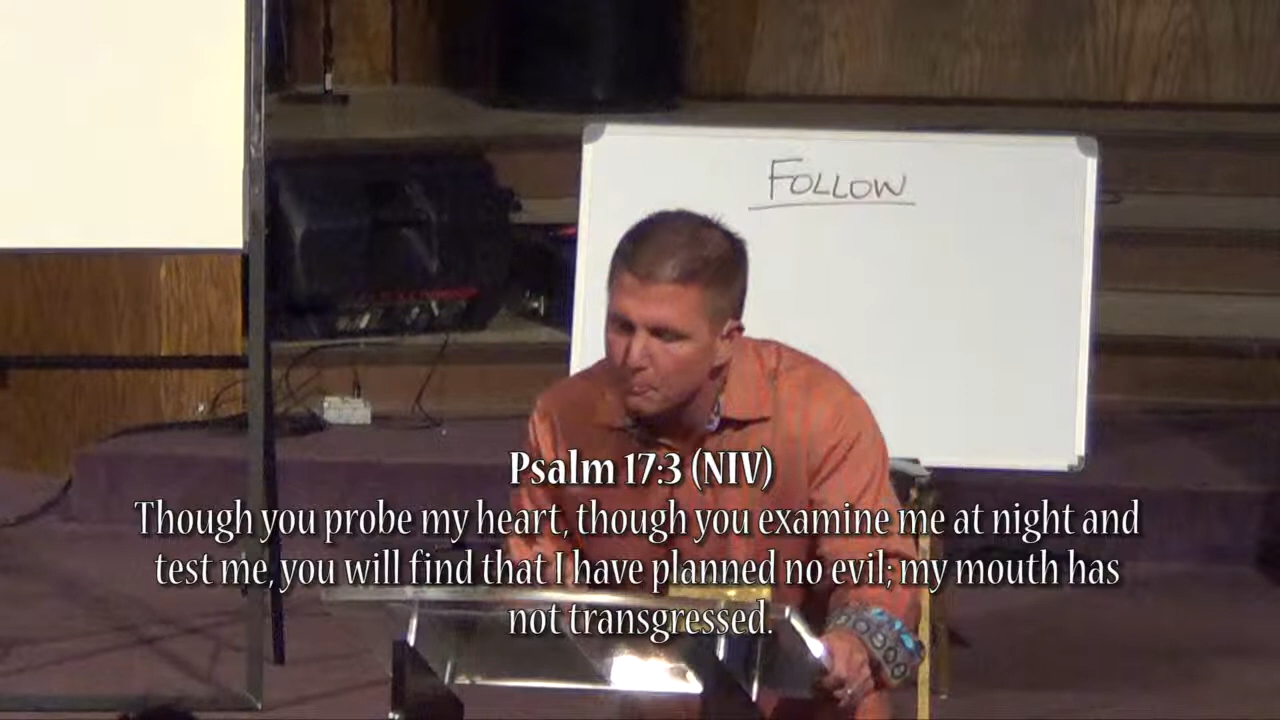 FOLLOW
Psalm 17:3 (NIV)
Though you probe my heart, though you examine me at night and
test me, you will find that I have planned no evil; my mouth has
not transgressed.